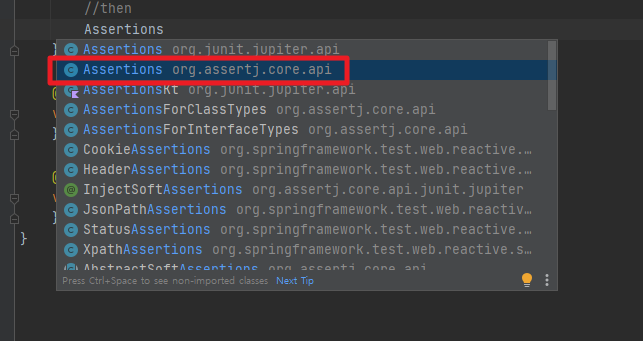 //then
Assertions
} Assertions org.junit.jupiter.api
Assertions org.assertj.core.api
@ AssertionsKt org.junit.jupiter.api
AssertionsForClassTypes org.assertj.core.api
} AssertionsForInterfaceTypes org.assertj.core.api
CookieAssertions org.springframework.test.web.reactive.…
@ HeaderAssertions org.springframework.test.web.reactive.…
@ InjectSoftAssertions org.assertj.core.api.junit.jupiter
} JsonPathAssertions org.springframework.test.web.reactiv…
} StatusAssertions org.springframework.test.web.reactive.…
XpathAssertions org.springframework.test.web.reactive.s…
AbstractSoftAssertions org.assertj.core.api
Press Ctrl+Space to see non-imported classes Next Tip